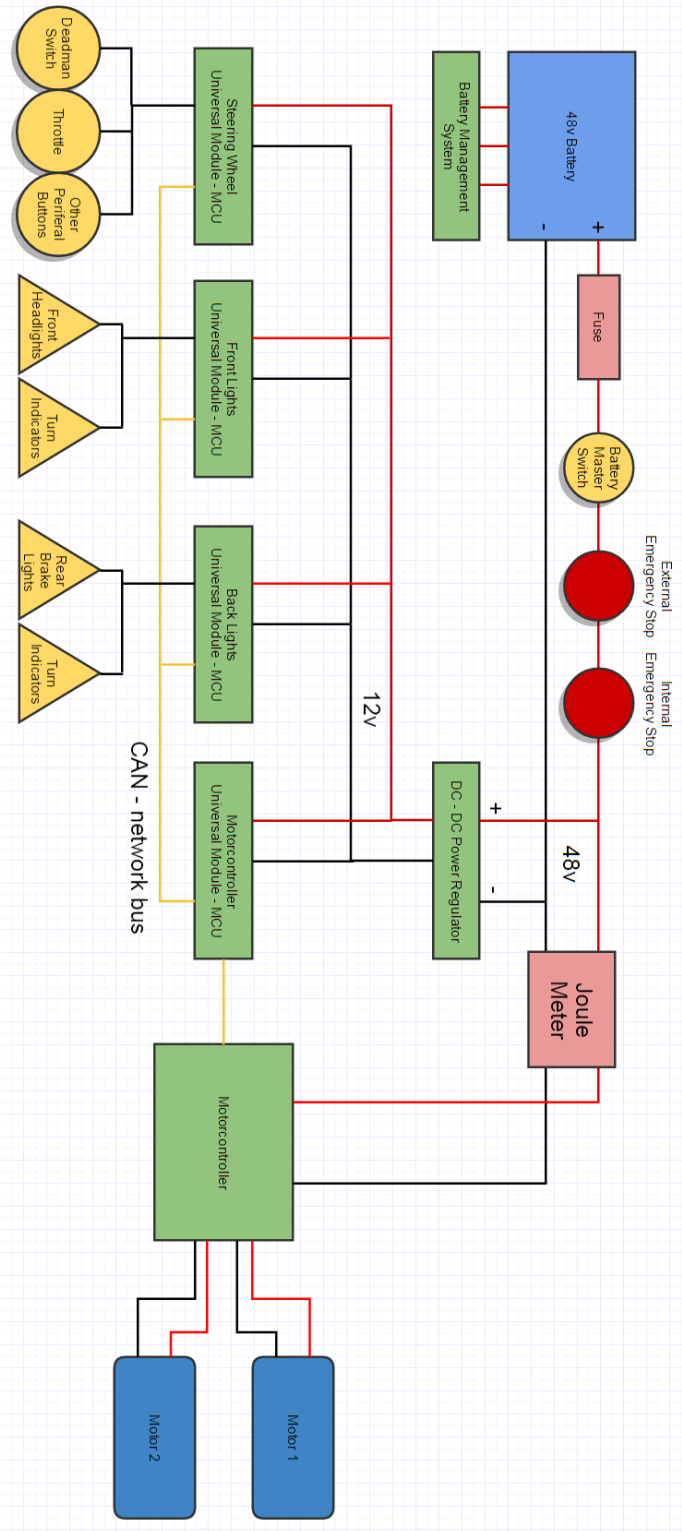 48v Battery
+
-
Battery Management
System
Fuse
Battery
Master
Switch
External
Emergency Stop
Internal
Emergency Stop
48v
+
-
DC - DC Power Regulator
Joule
Meter
12v
Steering Wheel
Universal Module - MCU
Front Lights
Universal Module - MCU
Back Lights
Universal Module - MCU
Motorcontroller
Universal Module - MCU
CAN - network bus
Deadman
Switch
Throttle
Other
Periferal
Buttons
Front
Headlights
Turn
Indicators
Rear
Brake
Lights
Turn
Indicators
Motorcontroller
Motor 1
Motor 2